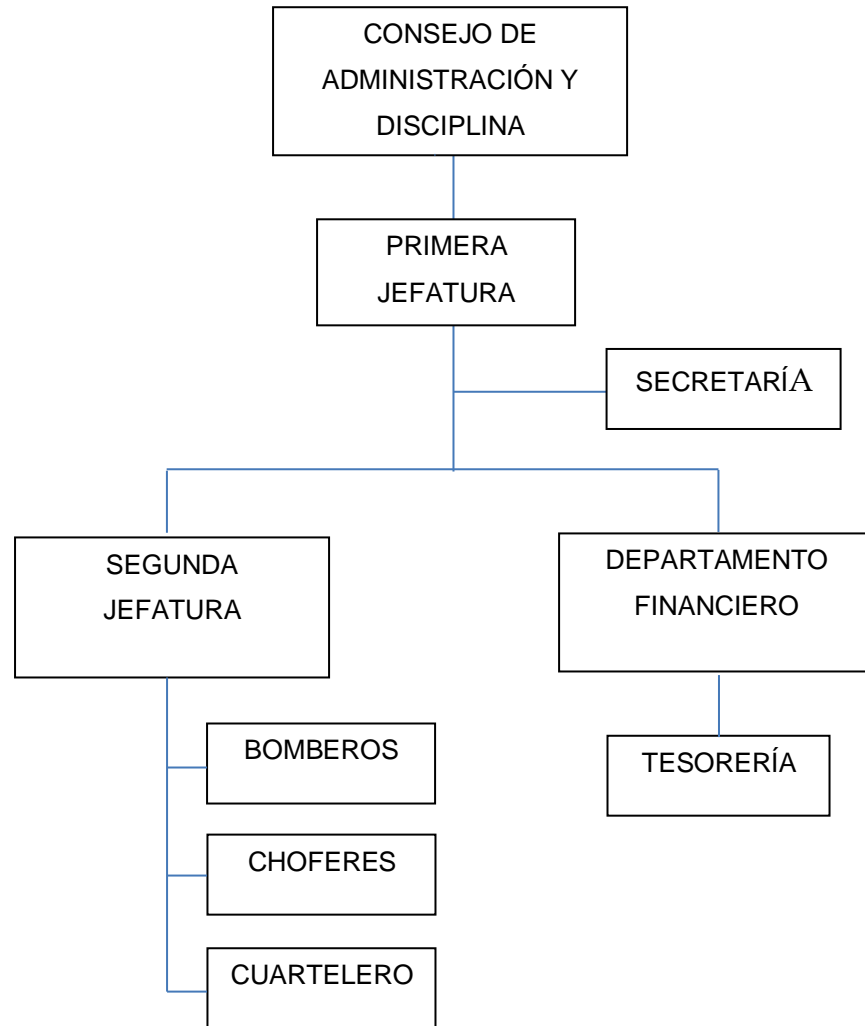 CONSEJO DE
ADMINISTRACIÓN Y
DISCIPLINA
PRIMERA
JEFATURA
SECRETARÍA
SEGUNDA
JEFATURA
DEPARTAMENTO
FINANCIERO
BOMBEROS
TESORERÍA
CHOFERES
CUARTELERO